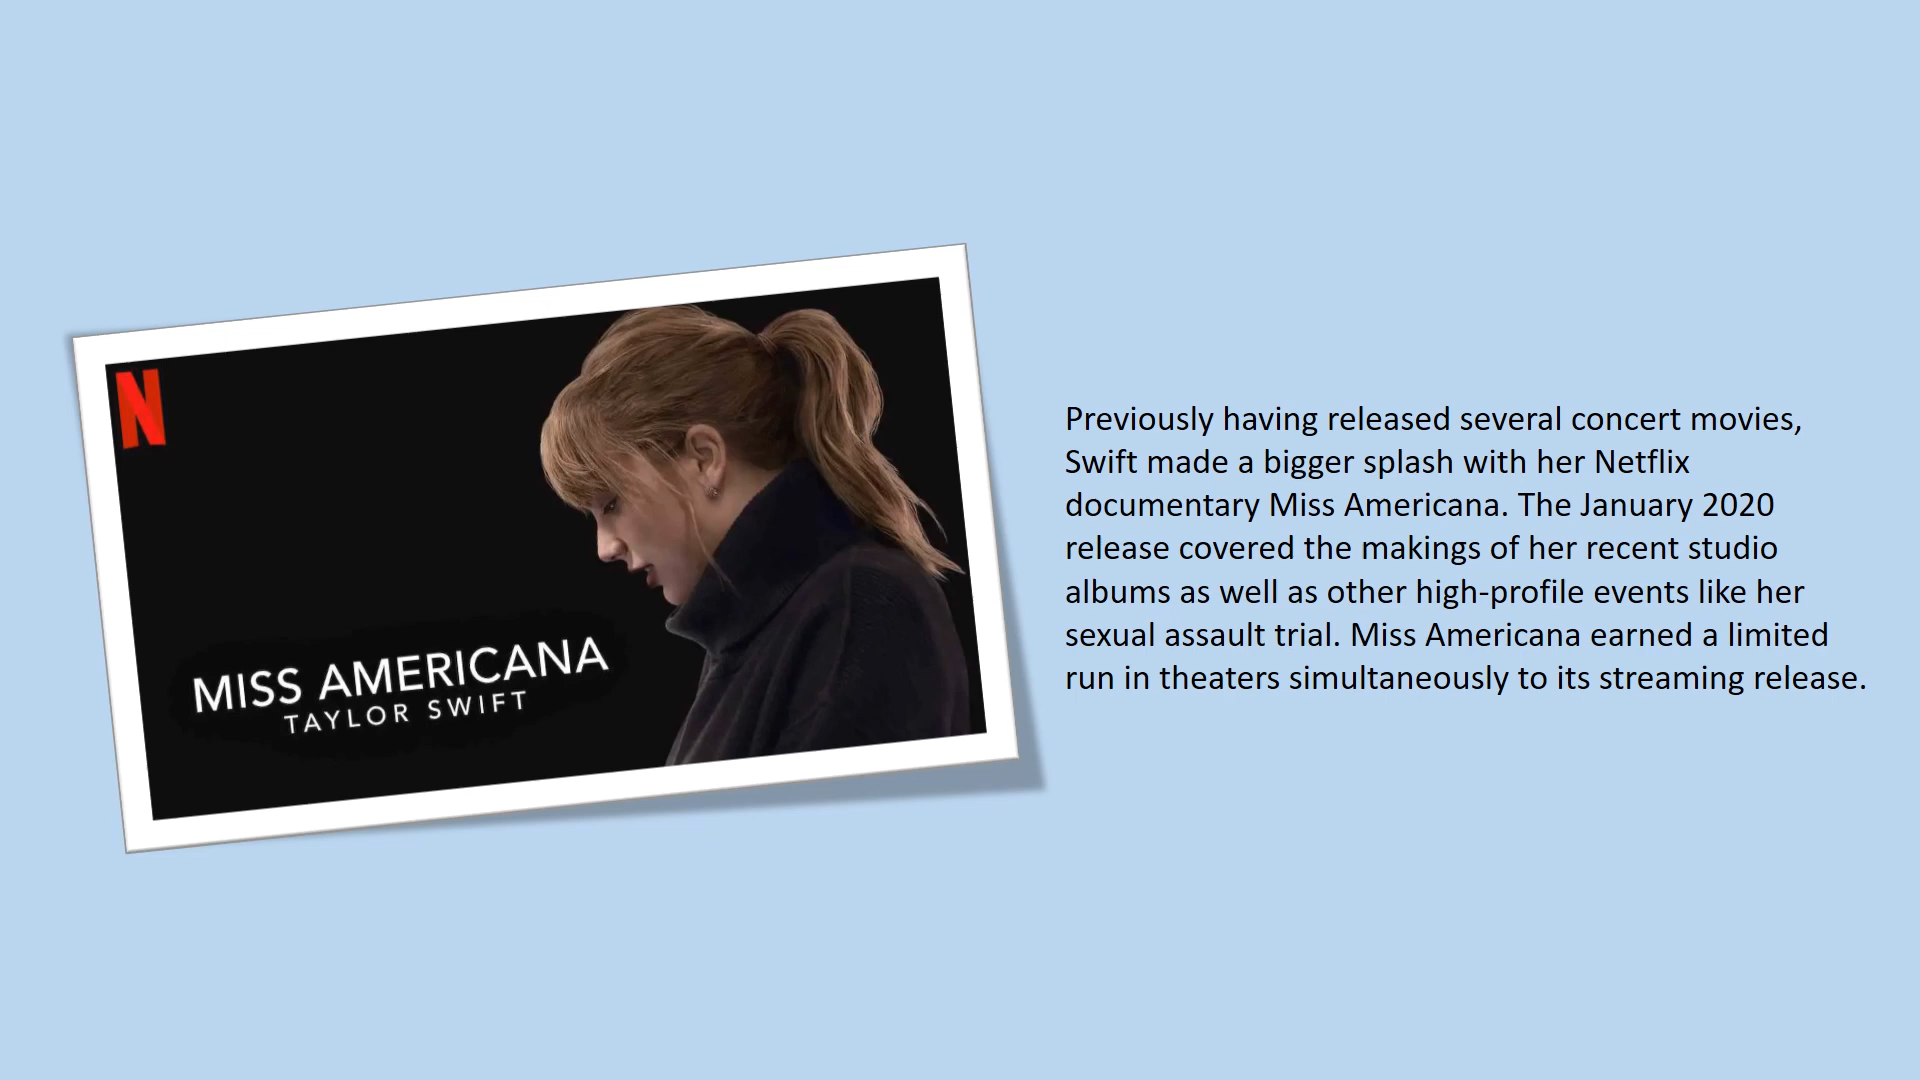 N
MISS AMERICANA
TAYLOR SWIFT
Previously having released several concert movies,
Swift made a bigger splash with her Netflix
documentary Miss Americana. The January 2020
release covered the makings of her recent studio
albums as well as other high-profile events like her
sexual assault trial. Miss Americana earned a limited
run in theaters simultaneously to its streaming release.